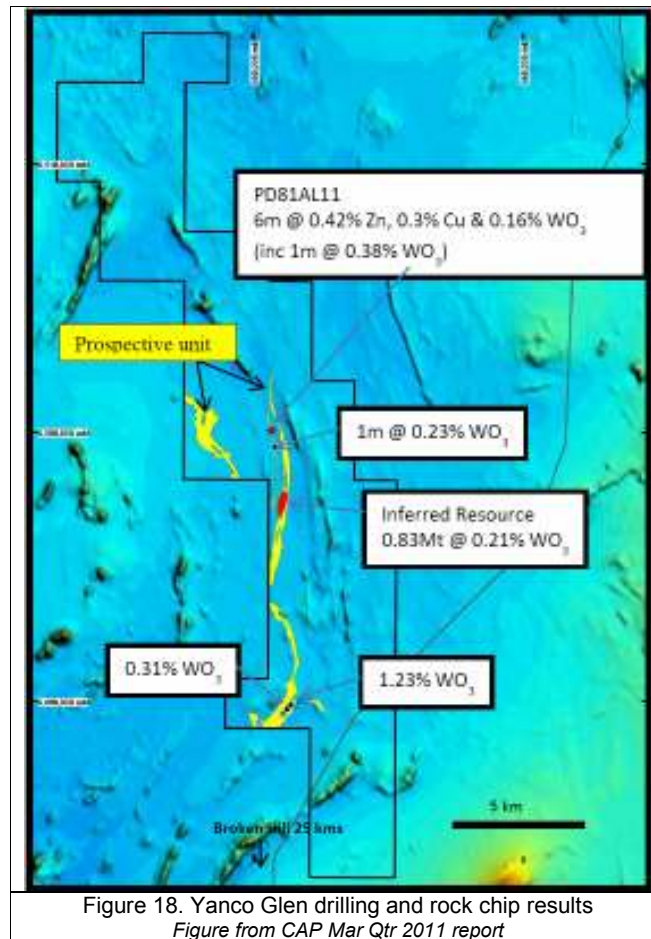 PD81AL11
6m @ 0.42% Zn, 0.3% Cu & 0.16% WO3
(inc 1m @ 0.38% WO3)
Prospective unit
1m @ 0.23% WO3
Inferred Resource
0.83Mt @ 0.21% WO3
0.31% WO3
1.23% WO3
5 km
Broken Hill 25 kms
Figure 18. Yanco Glen drilling and rock chip results
Figure from CAP Mar Qtr 2011 report